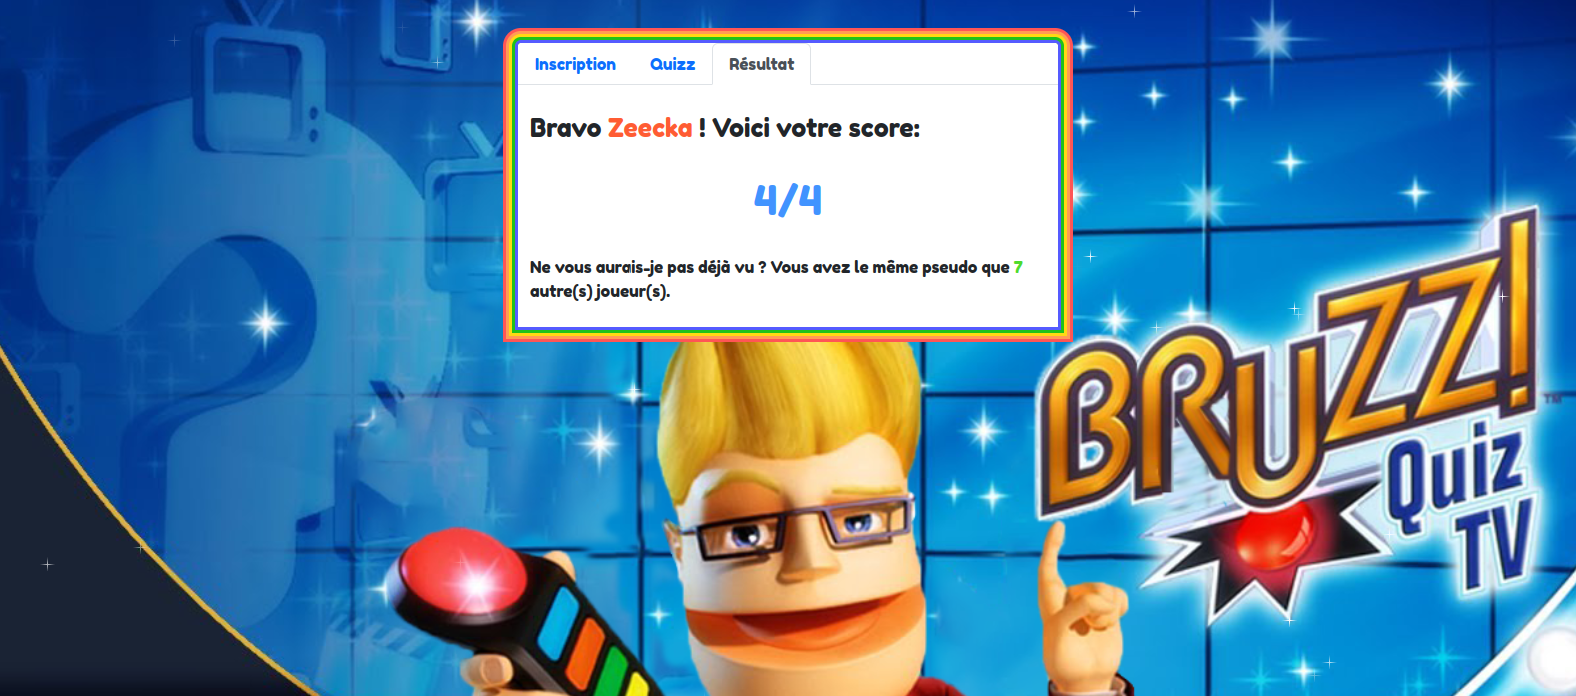 Inscription
Quizz
Résultat
Bravo Zeecka ! Voici votre score:
4/4
Ne vous aurais-je pas déjà vu ? Vous avez le même pseudo que 7
autre(s) joueur(s).
BRUZZ! TM
Quiz
TV